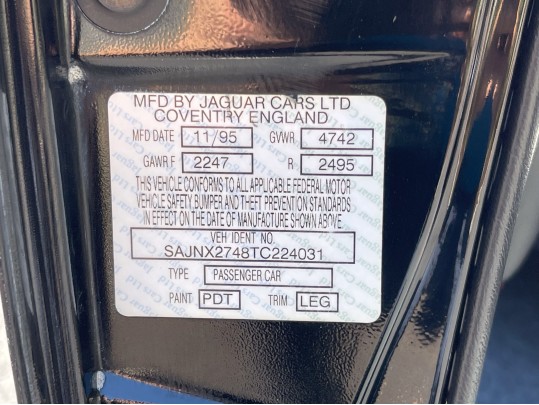 MFD BY JAGUAR CARS LTD
COVENTRY ENGLAND
MFD DATE 11/95 GWR 4742
GAWR F 2247 R 2495
THIS VEHICLE CONFORMS TO ALL APPLICABLE FEDERAL MOTOR
VEHICLE SAFETY, BUMPER AND THEFT PREVENTION STANDARDS
IN EFFECT ON THE DATE OF MANUFACTURE SHOWN ABOVE
VEH IDENT NO.
SAJNX2748TC224031
TYPE PASSENGER CAR
PAINT PDT TRIM LEG